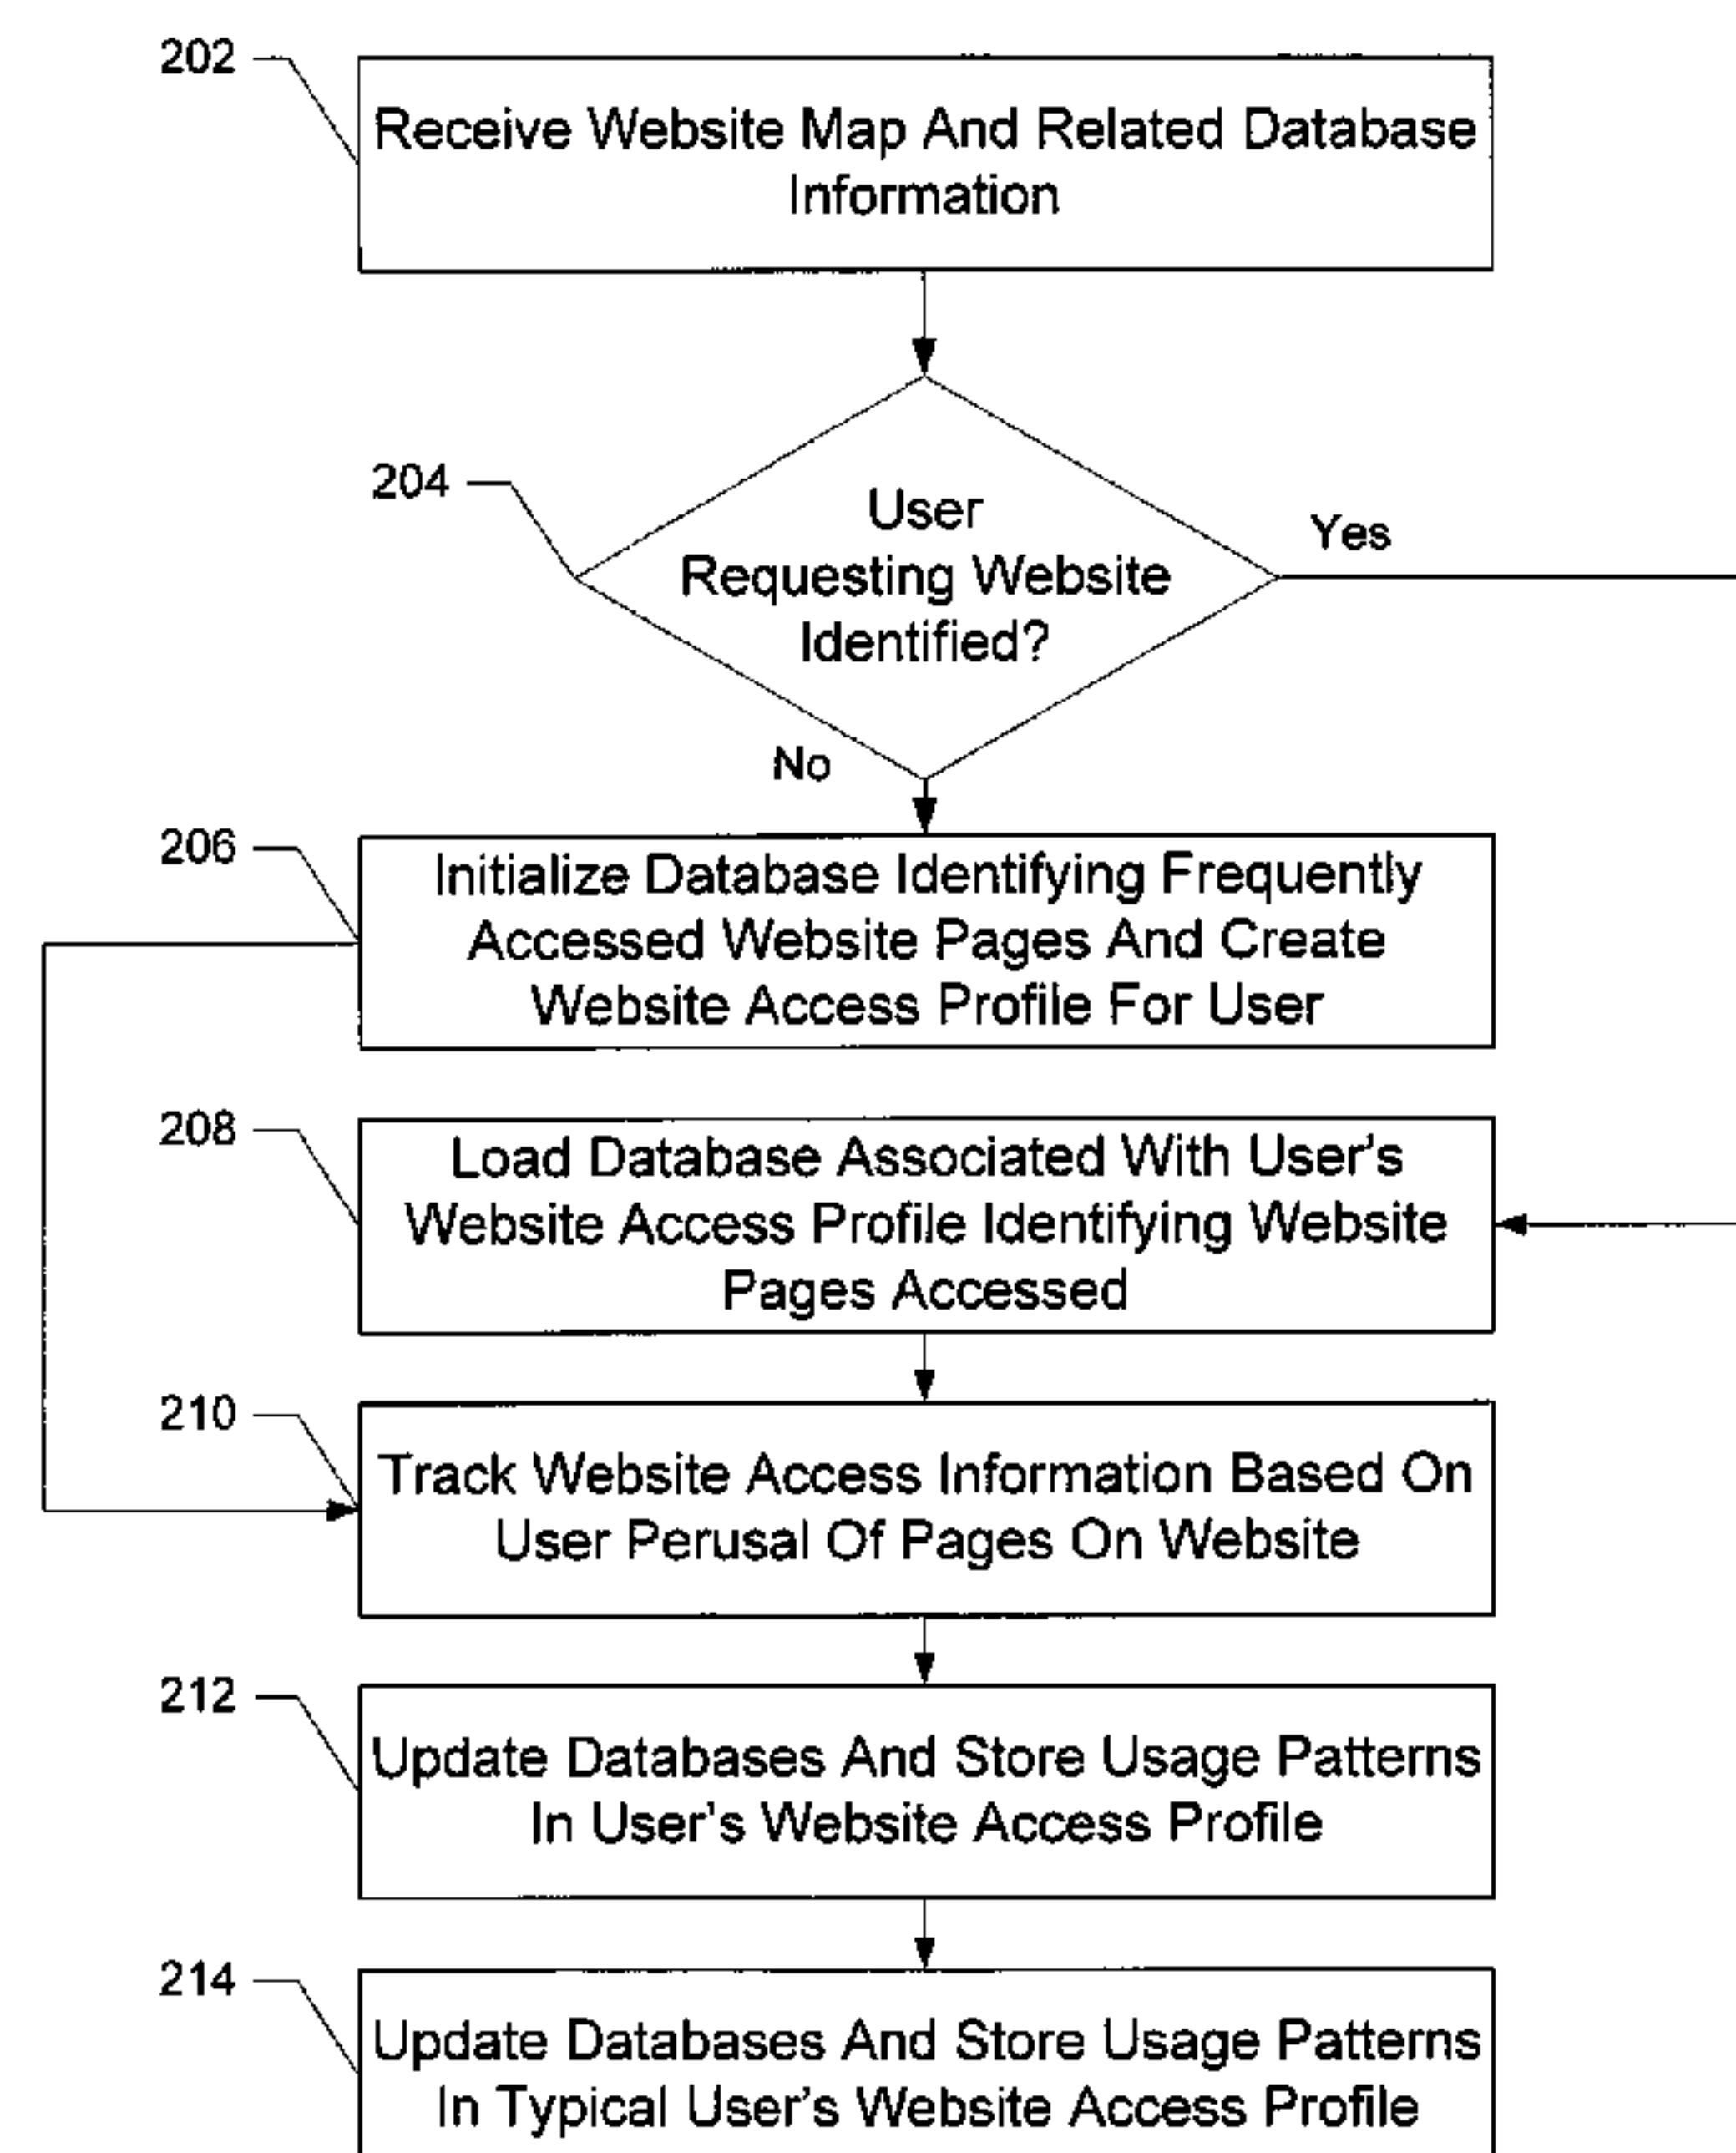 202
Receive Website Map And Related Database
Information
204
User
Requesting Website
Identified?
Yes
No
206
Initialize Database Identifying Frequently
Accessed Website Pages And Create
Website Access Profile For User
208
Load Database Associated With User's
Website Access Profile Identifying Website
Pages Accessed
210
Track Website Access Information Based On
User Perusal Of Pages On Website
212
Update Databases And Store Usage Patterns
In User's Website Access Profile
214
Update Databases And Store Usage Patterns
In Typical User's Website Access Profile